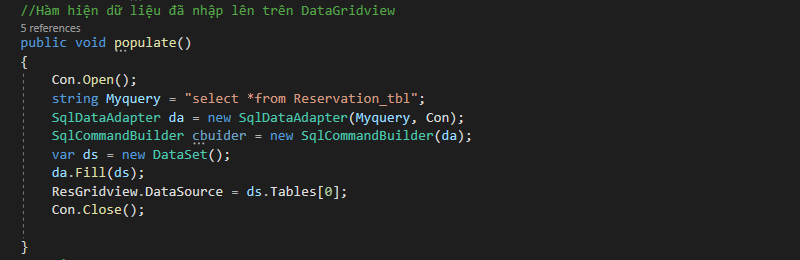 //Hàm hiện dữ liệu đã nhập lên trên DataGridview
5 references
public void populate()
{
Con.Open();
string Myquery = "select *from Reservation_tbl";
SqlDataAdapter da = new SqlDataAdapter(Myquery, Con);
SqlCommandBuilder cbuider = new SqlCommandBuilder(da);
var ds = new DataSet();
da.Fill(ds);
ResGridview.DataSource = ds.Tables[0];
Con.Close();
}